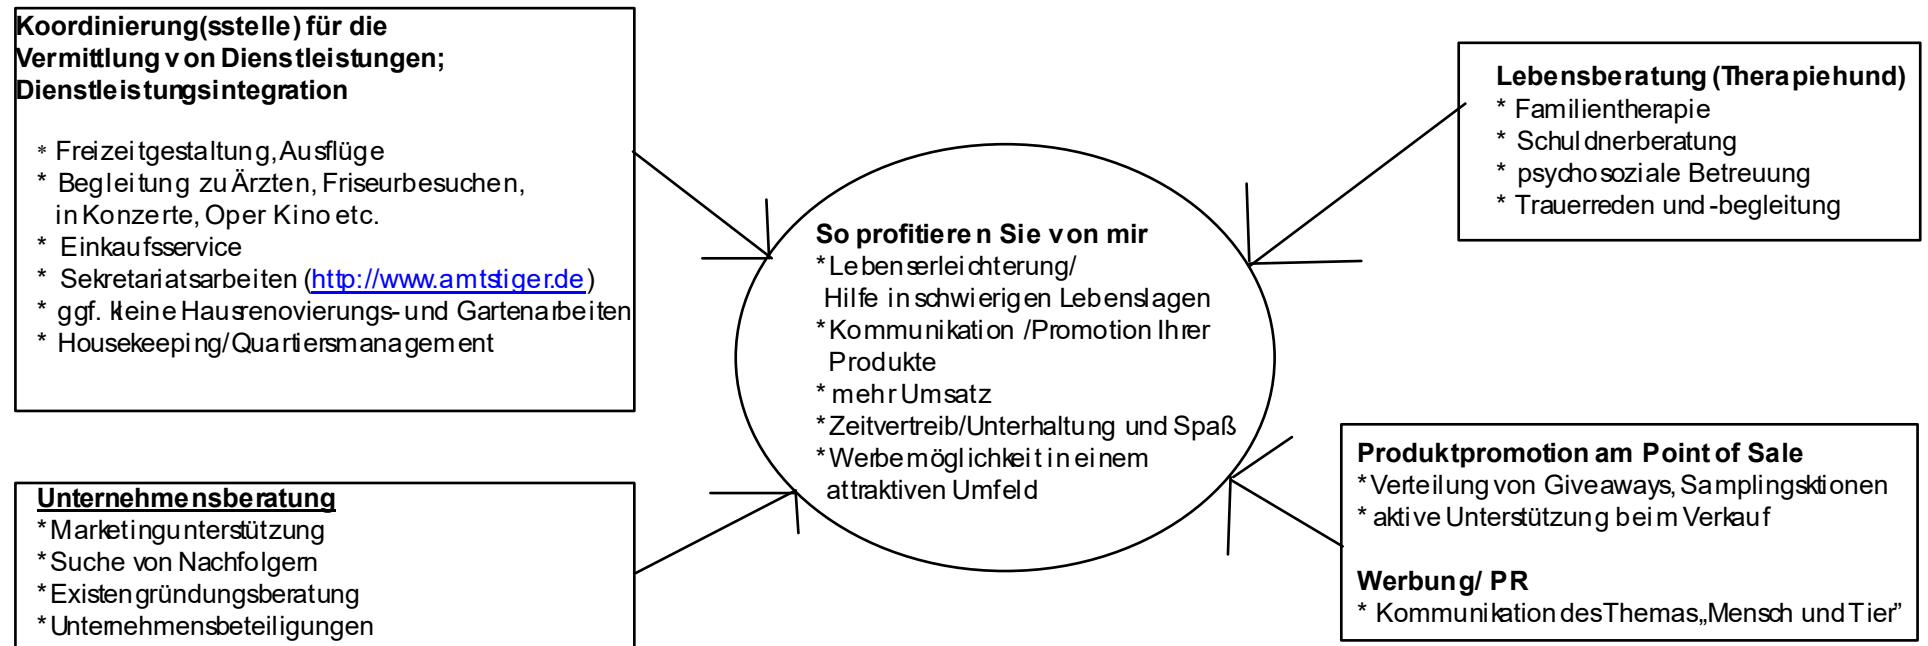 Koordinierung(sstelle) für die
Vermittlung von Dienstleistungen;
Dienstleistungsintegration
* Freizeitgestaltung, Ausflüge
* Begleitung zu Ärzten, Friseurbesuchen,
in Konzerte, Oper Kino etc.
* Einkaufsservice
* Sekretariatsarbeiten (http://www.amtstiger.de)
* ggf. kleine Hausrenovierungs- und Gartenarbeiten
* Housekeeping/Quartiersmanagement
Unternehmensberatung
* Marketingunterstützung
* Suche von Nachfolgern
* Existengründungsberatung
* Unternehmensbeteiligungen
So profitieren Sie von mir
* Lebenserleichterung/
Hilfe in schwierigen Lebenslagen
* Kommunikation /Promotion Ihrer
Produkte
* mehr Umsatz
* Zeitvertreib/Unterhaltung und Spaß
* Werbemöglichkeit in einem
attraktiven Umfeld
Lebensberatung (Therapiehund)
* Familientherapie
* Schuldnerberatung
* psychosoziale Betreuung
* Trauerreden und -begleitung
Produktpromotion am Point of Sale
* Verteilung von Giveaways, Samplingsktionen
* aktive Unterstützung beim Verkauf
Werbung/ PR
* Kommunikation des Themas „Mensch und Tier”